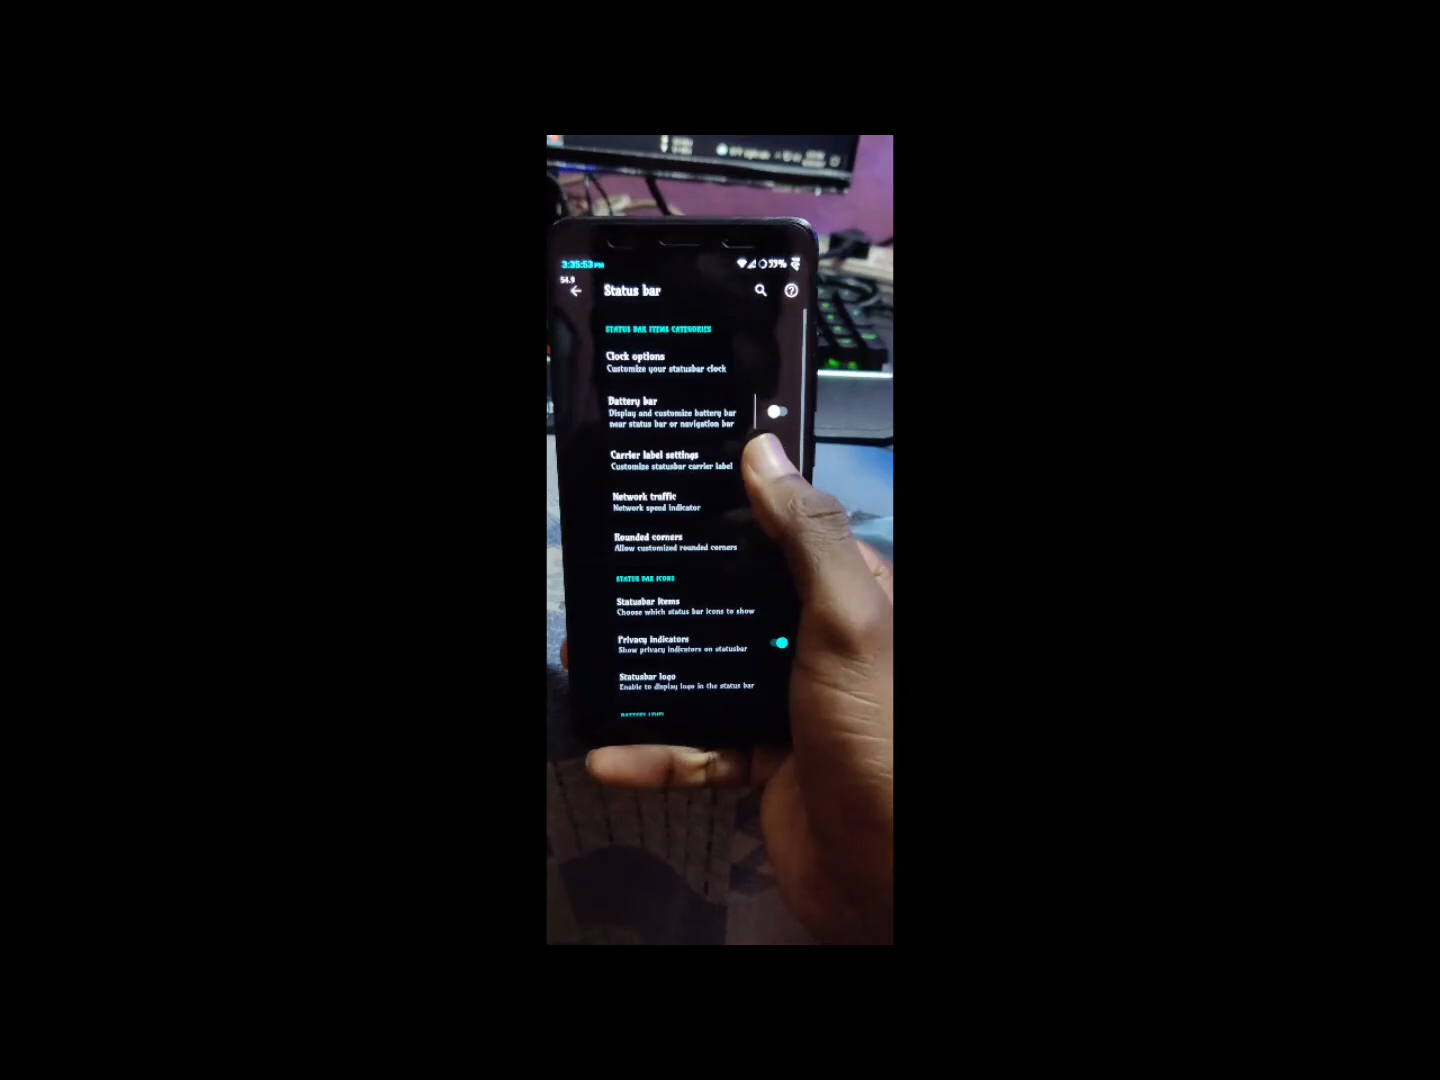 3:35:53 PM
53%
54.9
Status bar
STATUS BAR ITEMS CATEGORIES
Clock options
Customize your statusbar clock
Battery bar
Display and customize battery bar
near status bar or navigation bar
Carrier label settings
Customize statusbar carrier label
Network traffic
Network speed indicator
Rounded corners
Allow customized rounded corners
STATUS BAR ICONS
Statusbar items
Choose which status bar icons to show
Privacy indicators
Show privacy indicators on statusbar
Statusbar logo
Enable to display logo in the status bar